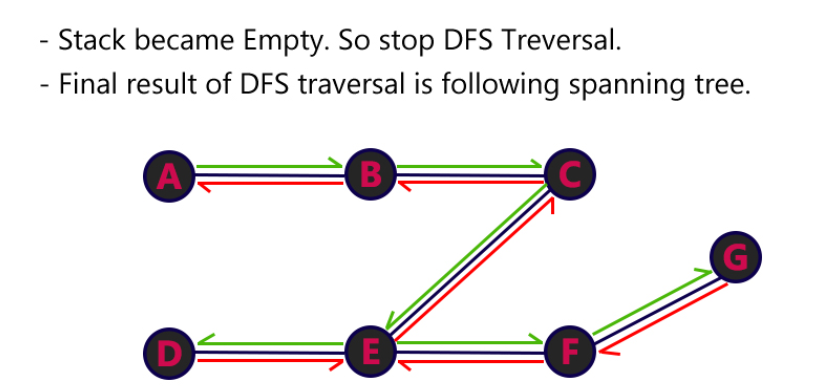 - Stack became Empty. So stop DFS Treversal.
- Final result of DFS traversal is following spanning tree.
A B C
G
D E F